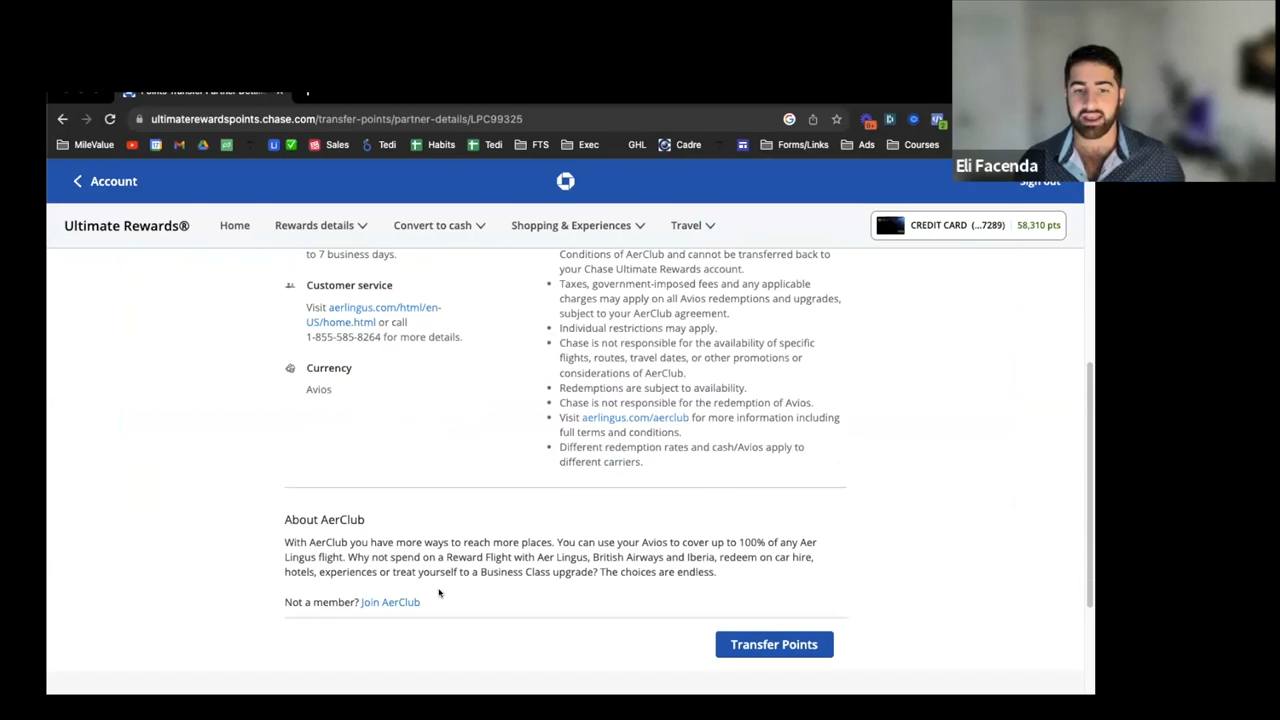 ultimaterewardspoints.chase.com/transfer-points/partner-details/LPC99325
MileValue
Sales
Tedi
Habits
Tedi
FTS
Exec
GHL
Cadre
Forms/Links
Ads
Courses
Eli Facenda
Account
Sign out
Ultimate Rewards®
Home
Rewards details
Convert to cash
Shopping & Experiences
Travel
CREDIT CARD (...7289)
58,310 pts
to 7 business days.
Customer service
Visit aerlingus.com/html/en-
US/home.html or call
1-855-585-8264 for more details.
Currency
Avios
Conditions of AerClub and cannot be transferred back to
your Chase Ultimate Rewards account.
• Taxes, government-imposed fees and any applicable
charges may apply on all Avios redemptions and upgrades,
subject to your AerClub agreement.
• Individual restrictions may apply.
• Chase is not responsible for the availability of specific
flights, routes, travel dates, or other promotions or
considerations of AerClub.
• Redemptions are subject to availability.
• Chase is not responsible for the redemption of Avios.
• Visit aerlingus.com/aerclub for more information including
full terms and conditions.
• Different redemption rates and cash/Avios apply to
different carriers.
About AerClub
With AerClub you have more ways to reach more places. You can use your Avios to cover up to 100% of any Aer
Lingus flight. Why not spend on a Reward Flight with Aer Lingus, British Airways and Iberia, redeem on car hire,
hotels, experiences or treat yourself to a Business Class upgrade? The choices are endless.
Not a member? Join AerClub
Transfer Points